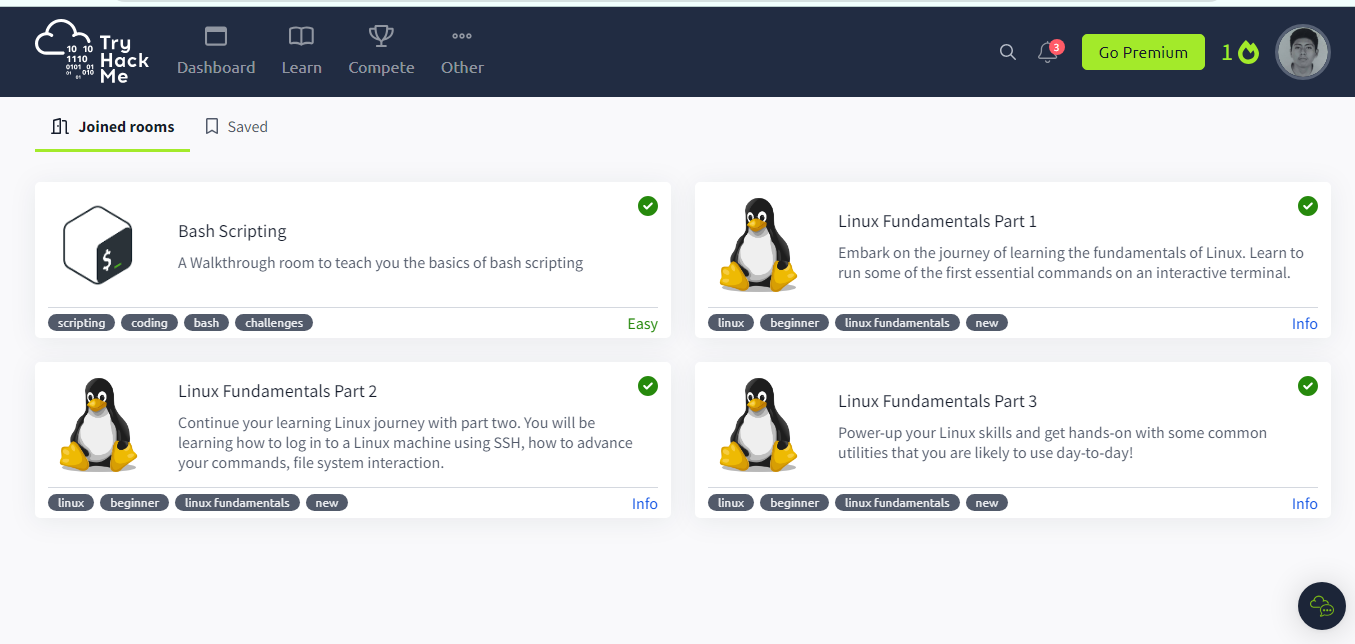 10 10
1110
0101 01
01 010
01
Try
Hack
Me
Dashboard
Learn
Compete
Other
3
Go Premium
1
Joined rooms
Saved
$_
Bash Scripting
A Walkthrough room to teach you the basics of bash scripting
scripting coding bash challenges
Easy
Linux Fundamentals Part 1
Embark on the journey of learning the fundamentals of Linux. Learn to
run some of the first essential commands on an interactive terminal.
linux beginner linux fundamentals new
Info
Linux Fundamentals Part 2
Continue your learning Linux journey with part two. You will be
learning how to log in to a Linux machine using SSH, how to advance
your commands, file system interaction.
linux beginner linux fundamentals new
Info
Linux Fundamentals Part 3
Power-up your Linux skills and get hands-on with some common
utilities that you are likely to use day-to-day!
linux beginner linux fundamentals new
Info